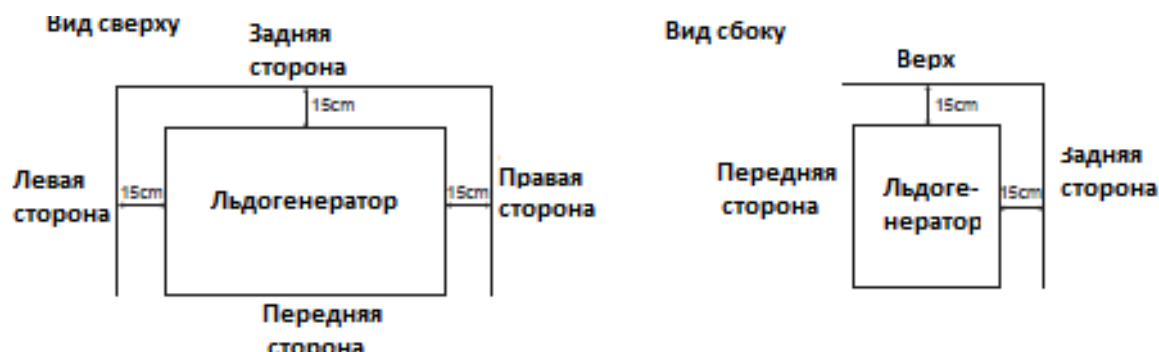 Вид сверху
Задняя
сторона
15cm
Левая
сторона
15cm
Льдогенератор
15cm
Правая
сторона
Передняя
сторона
Вид сбоку
Верх
15cm
Передняя
сторона
Льдоге-
нератор
15cm
Задняя
сторона